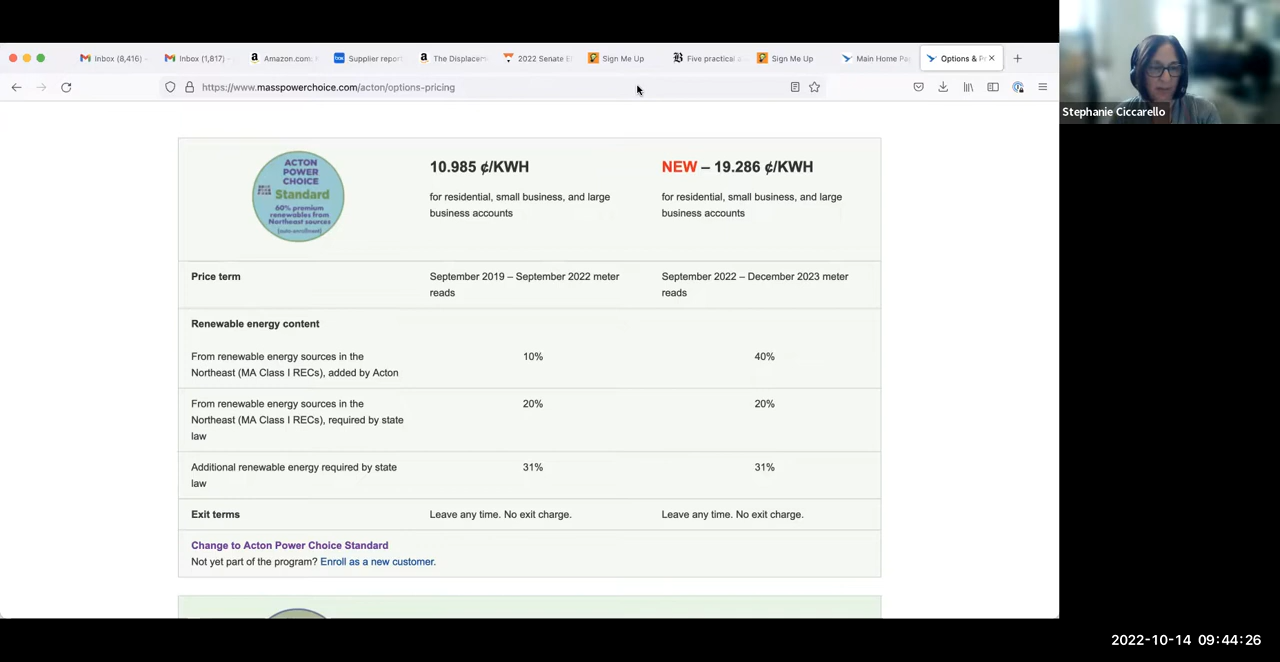 Inbox (8,416)
Inbox (1,817)
Amazon.com:
Supplier report
The Displacem
2022 Senate E
Sign Me Up
Five practical a
Sign Me Up
Main Home Pa
Options & P
https://www.masspowerchoice.com/acton/options-pricing
Stephanie Ciccarello
ACTON
POWER
CHOICE
Standard
60% premium
renewables from
Northeast sources
(auto-enrollment)
10.985 ¢/KWH
for residential, small business, and large
business accounts
NEW – 19.286 ¢/KWH
for residential, small business, and large
business accounts
Price term
September 2019 – September 2022 meter
reads
September 2022 – December 2023 meter
reads
Renewable energy content
From renewable energy sources in the
Northeast (MA Class I RECs), added by Acton
10%
40%
From renewable energy sources in the
Northeast (MA Class I RECs), required by state
law
20%
20%
Additional renewable energy required by state
law
31%
31%
Exit terms
Leave any time. No exit charge.
Leave any time. No exit charge.
Change to Acton Power Choice Standard
Not yet part of the program? Enroll as a new customer.
2022-10-14 09:44:26